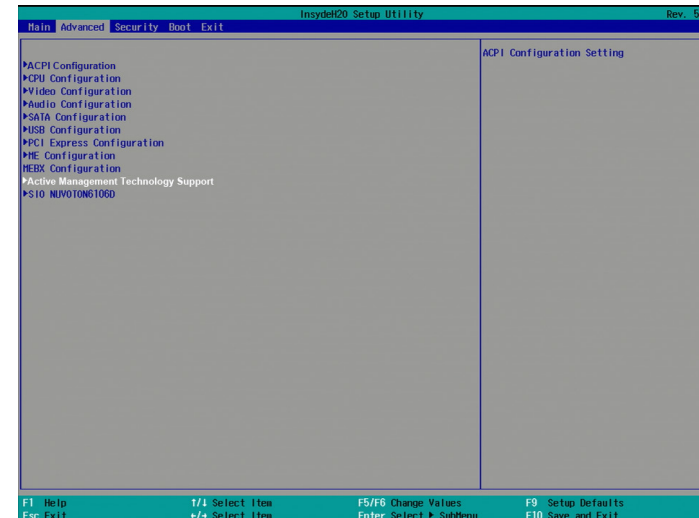 InsydeH20 Setup Utility Rev. 5
Main Advanced Security Boot Exit
ACPI Configuration Setting
▶ACPI Configuration
▶CPU Configuration
▶Video Configuration
▶Audio Configuration
▶SATA Configuration
▶USB Configuration
▶PCI Express Configuration
▶ME Configuration
MEBX Configuration
▶Active Management Technology Support
▶SIO NUVOTON6106D
F1 Help ↑/↓ Select Item F5/F6 Change Values F9 Setup Defaults
Esc Exit ←/→ Select Item Enter Select ▶ SubMenu F10 Save and Exit